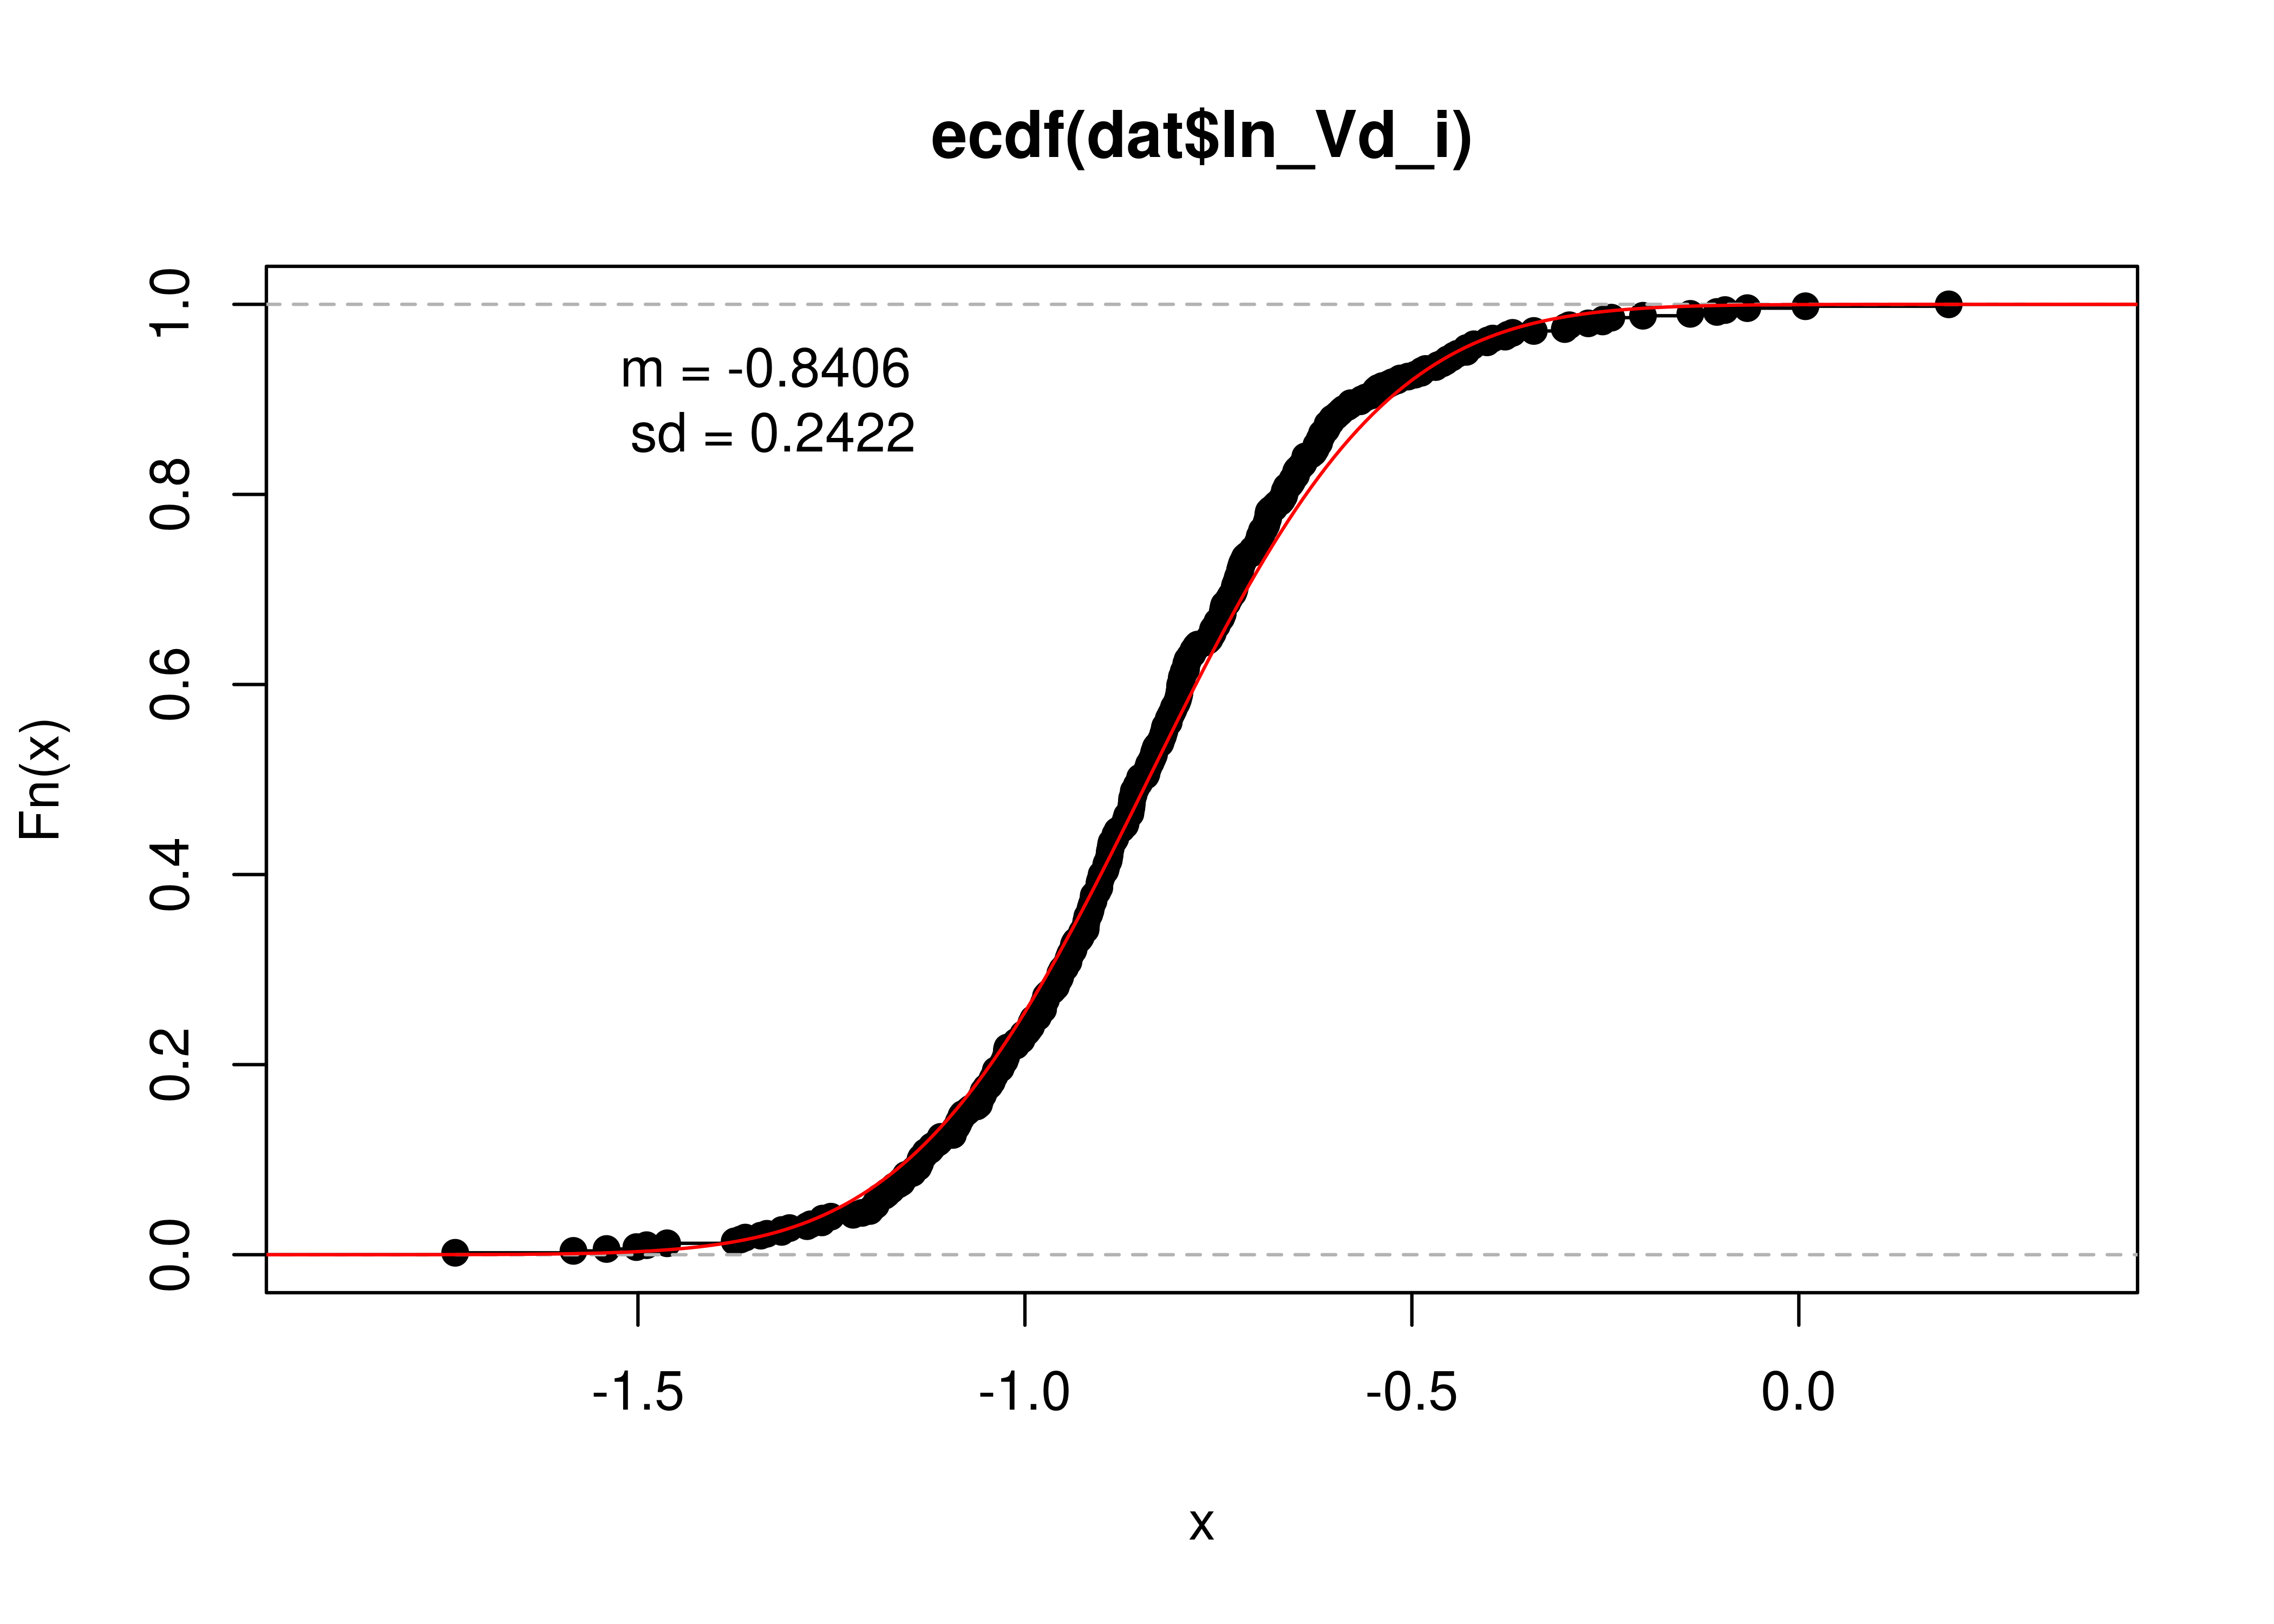 ecdf(dat$ln_Vd_i)
m = -0.8406
sd = 0.2422
Fn(x)
1.0
0.8
0.6
0.4
0.2
0.0
-1.5 -1.0 -0.5 0.0
x